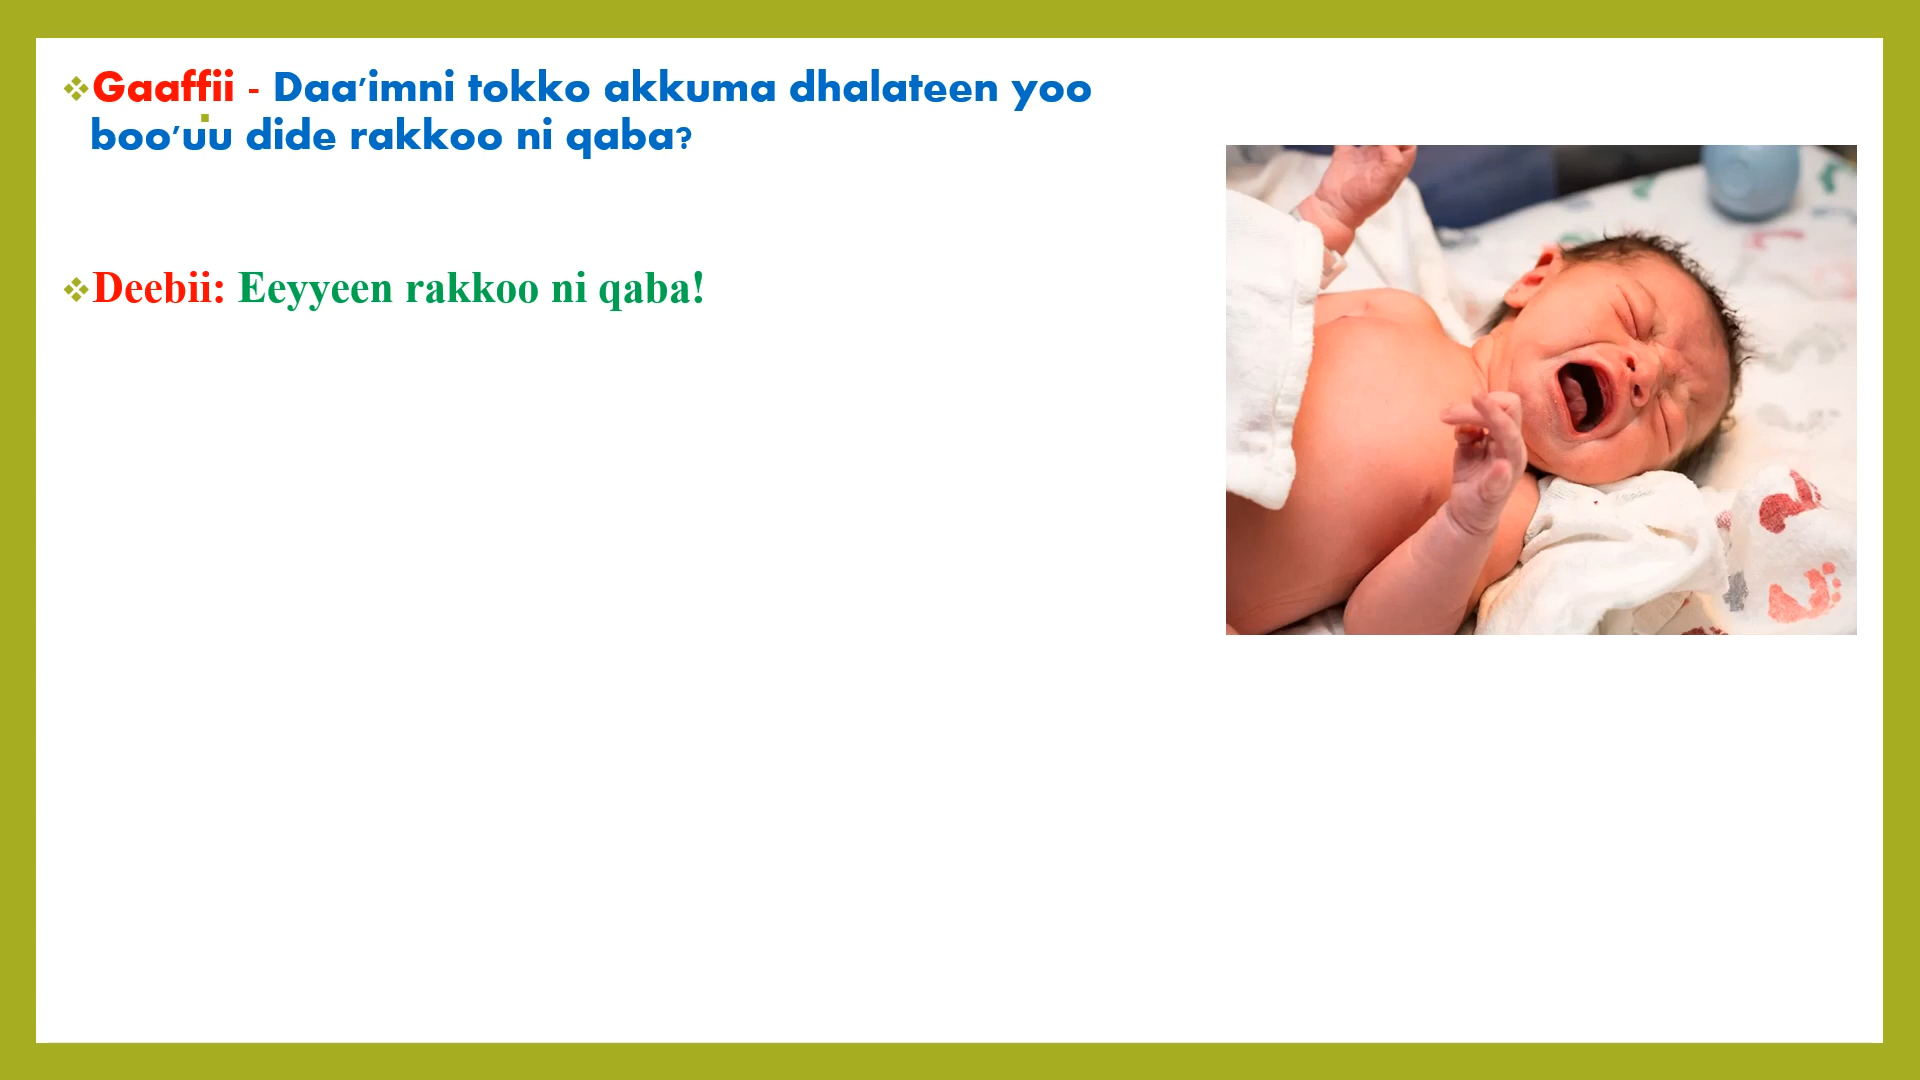 Gaaffii - Daa'imni tokko akkuma dhalateen yoo
boo'uu dide rakkoo ni qaba?
Deebii: Eeyyeen rakkoo ni qaba!